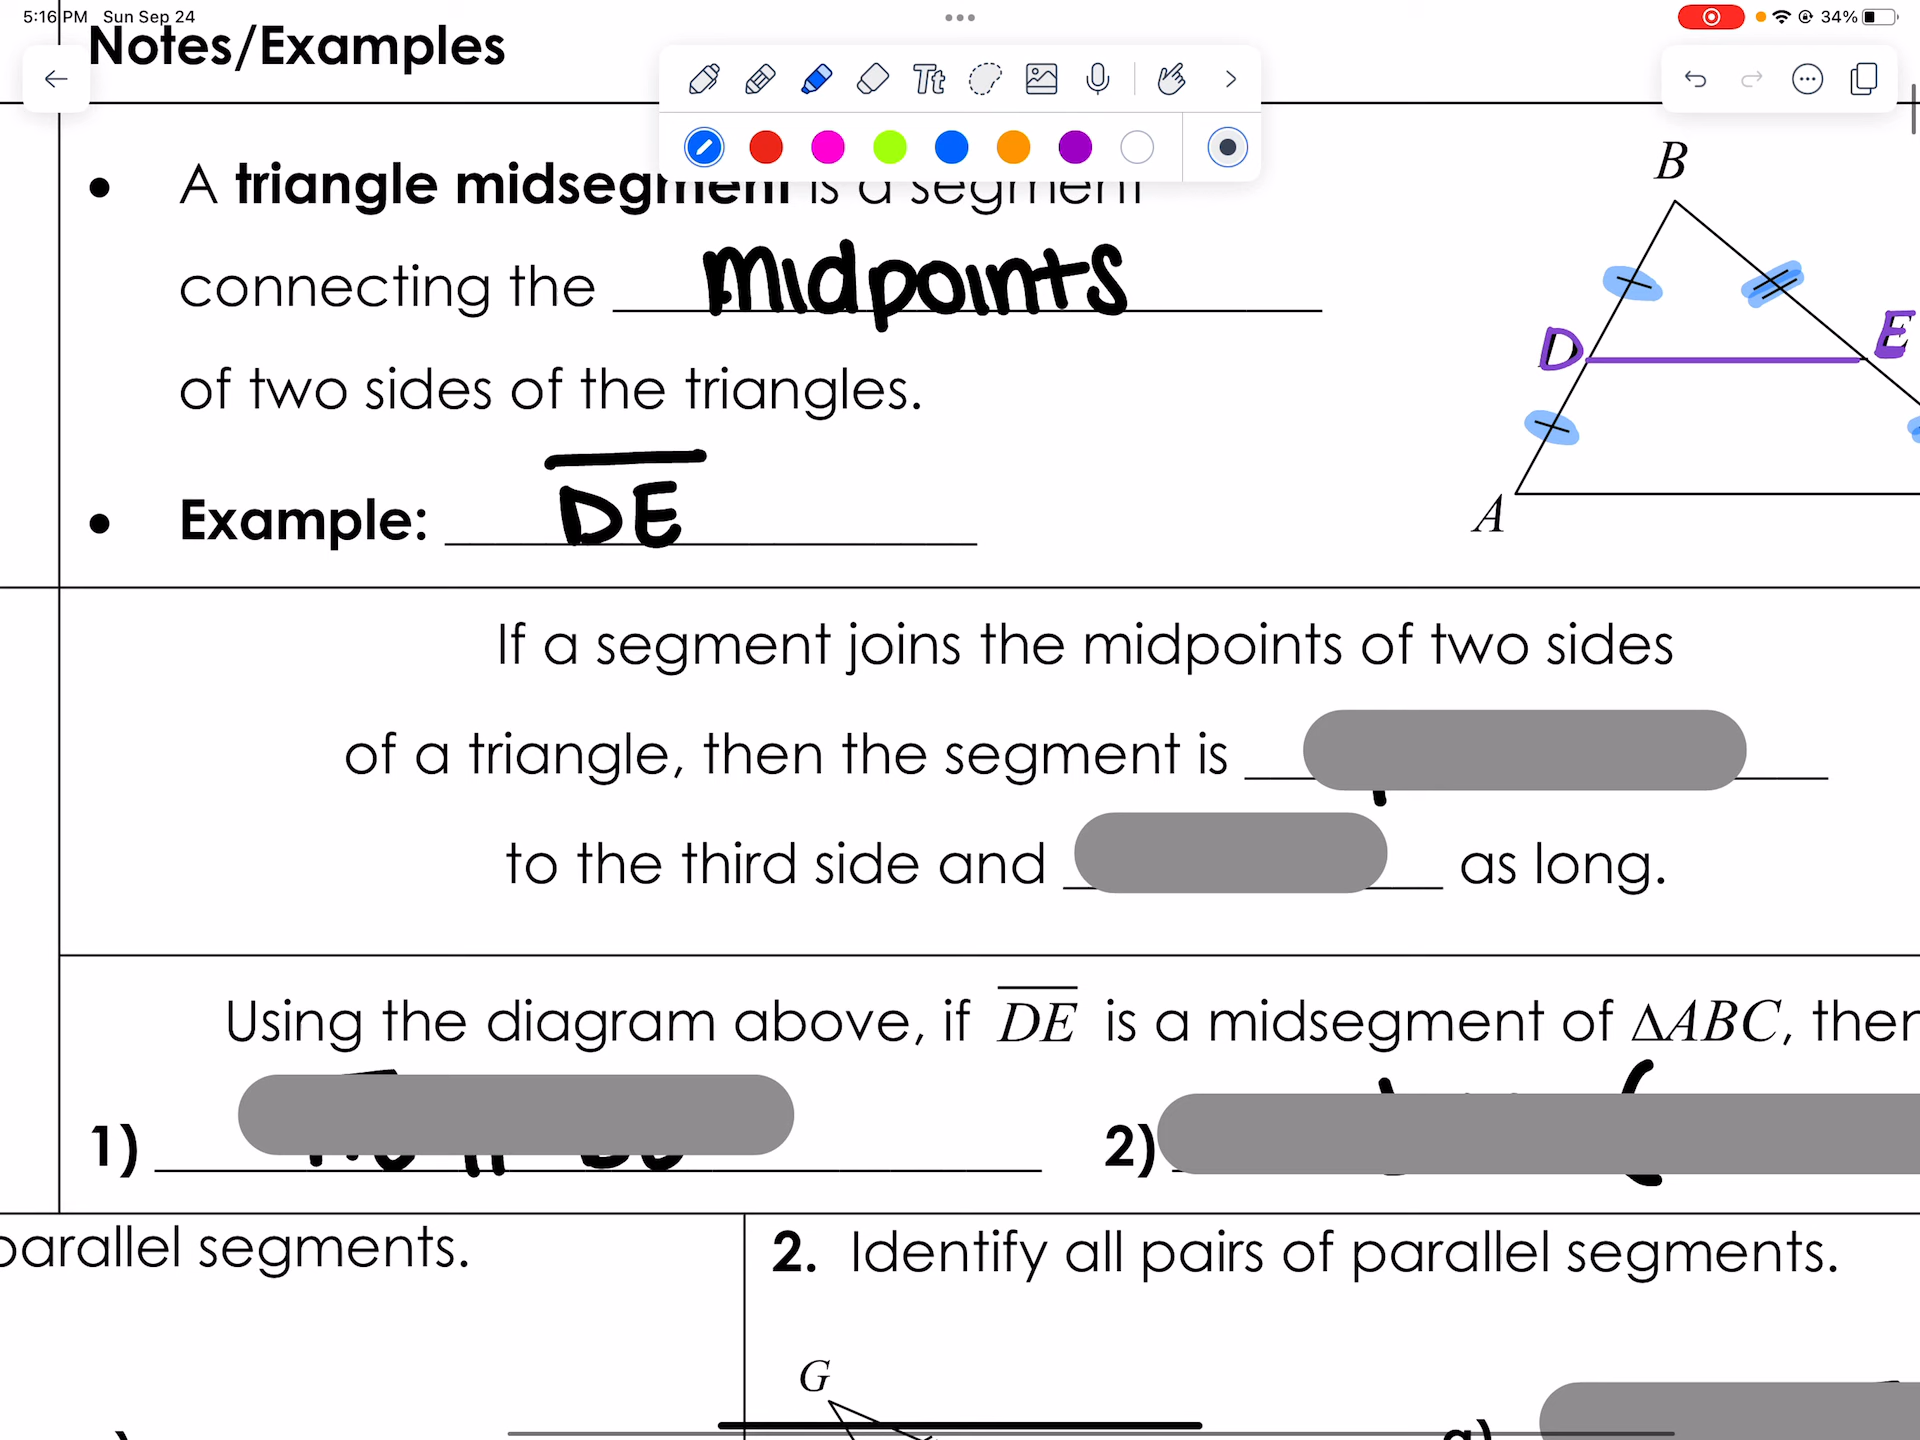 5:16 PM Sun Sep 24
34%
Notes/Examples
Tt
• A triangle midsegment is a segment
connecting the midpoints
of two sides of the triangles.
• Example: DE
B
D
E
A
If a segment joins the midpoints of two sides
of a triangle, then the segment is
to the third side and as long.
Using the diagram above, if DE is a midsegment of ΔABC, then
1)
2)
parallel segments.
2. Identify all pairs of parallel segments.
G